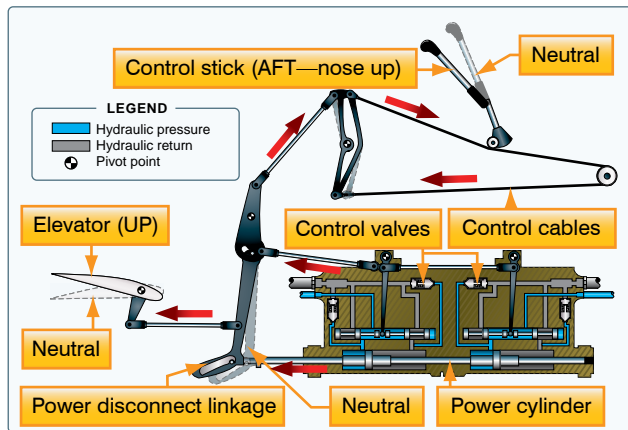 Control stick (AFT—nose up)
Neutral
LEGEND
Hydraulic pressure
Hydraulic return
Pivot point
Elevator (UP)
Control valves
Control cables
Neutral
Power disconnect linkage
Neutral
Power cylinder